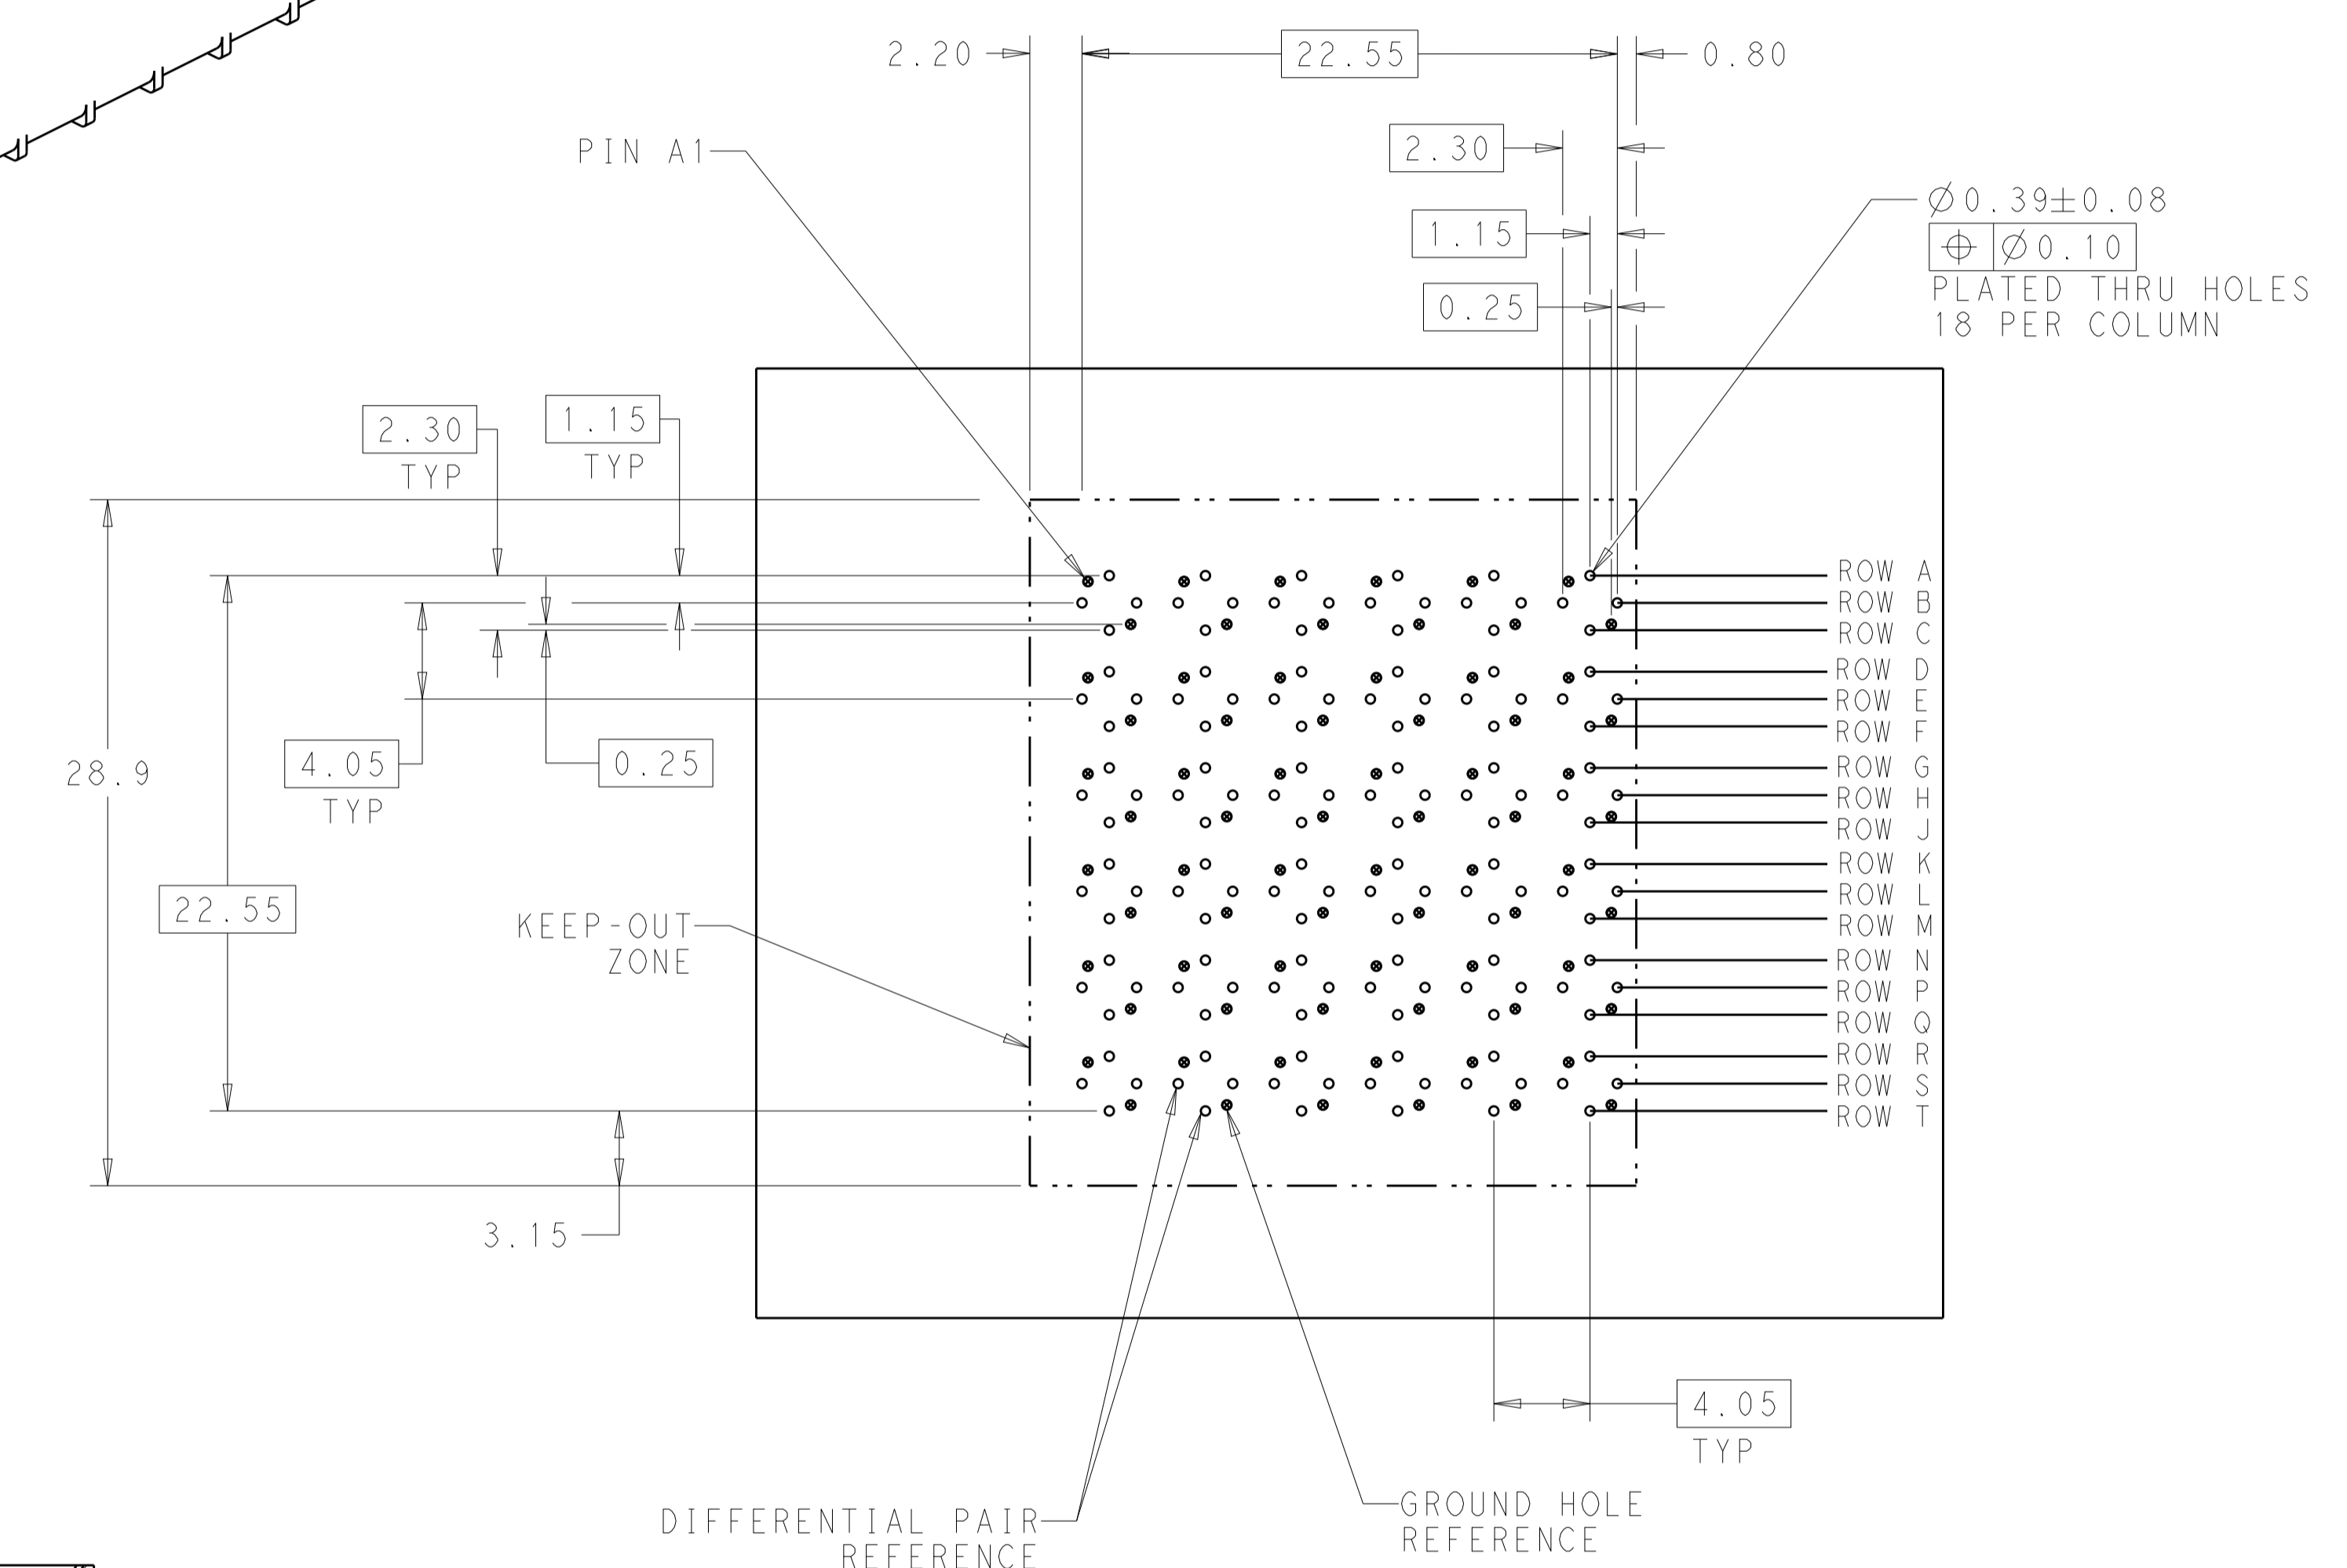 2.20
22.55
0.80
2.30
PIN A1
1.15
Ø0.39±0.08
⌖ Ø0.10
PLATED THRU HOLES
18 PER COLUMN
0.25
2.30
TYP
1.15
TYP
ROW A
ROW B
ROW C
ROW D
ROW E
ROW F
ROW G
ROW H
ROW J
ROW K
ROW L
ROW M
ROW N
ROW P
ROW Q
ROW R
ROW S
ROW T
28.9
4.05
TYP
0.25
22.55
KEEP-OUT
ZONE
3.15
4.05
TYP
DIFFERENTIAL PAIR
REFERENCE
GROUND HOLE
REFERENCE